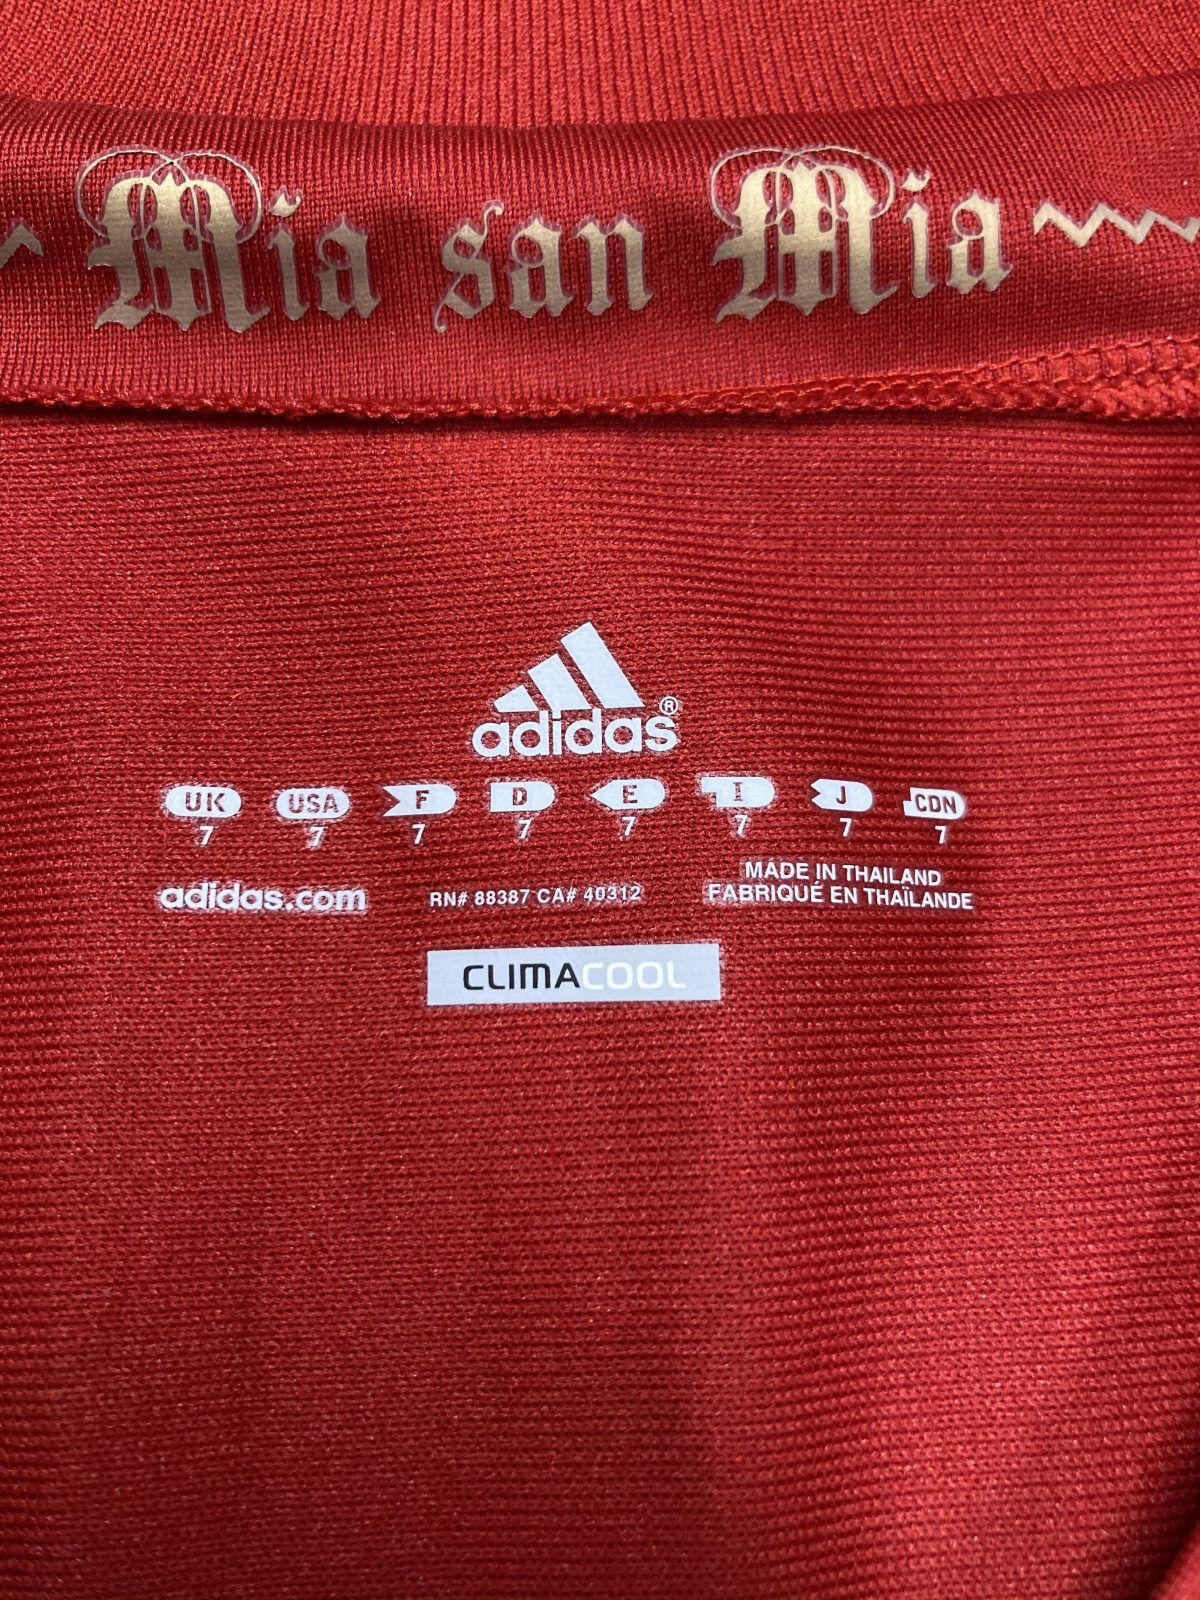 Mia san Mia
adidas®
UK USA F D E I J CDN
7 7 7 7 7 7 7 7
adidas.com RN# 88387 CA# 40312 MADE IN THAILAND
FABRIQUÉ EN THAÏLANDE
CLIMACOOL